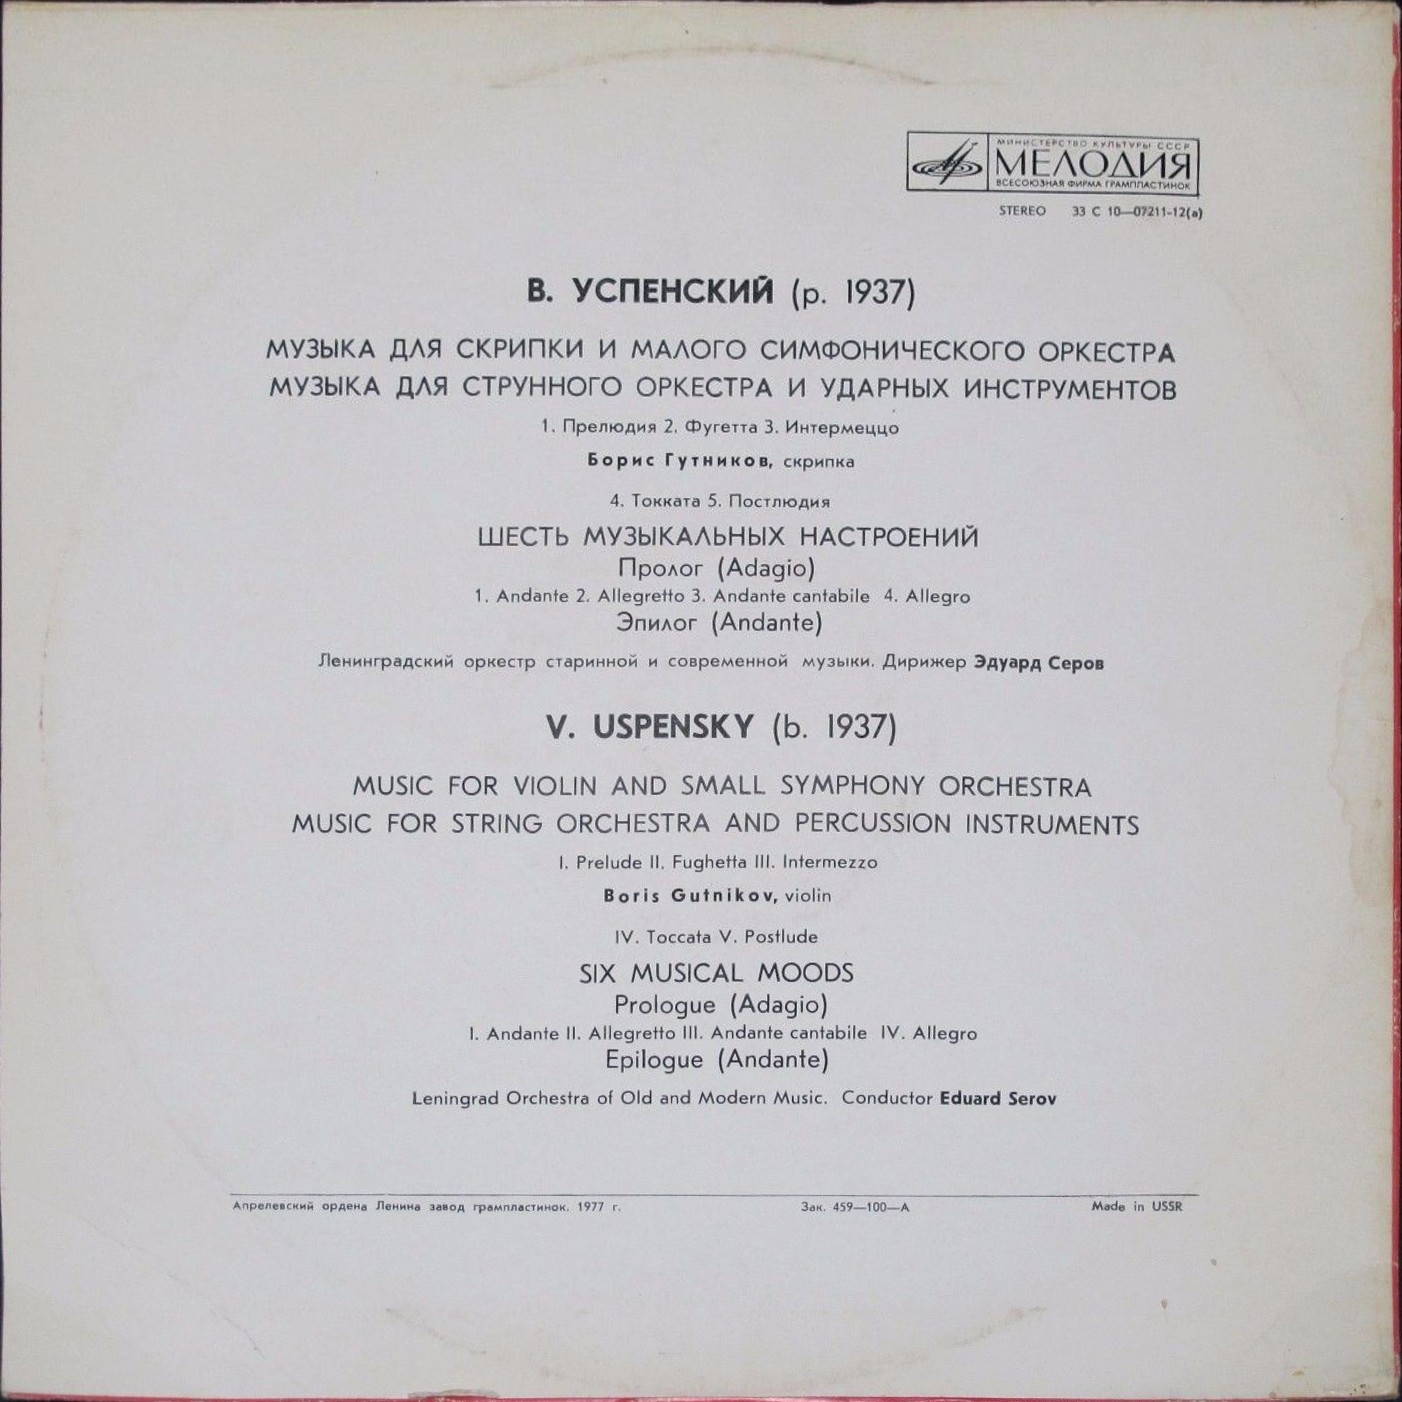 МИНИСТЕРСТВО КУЛЬТУРЫ СССР
МЕЛОДИЯ
ВСЕСОЮЗНАЯ ФИРМА ГРАМПЛАСТИНОК
STEREO 33 С 10—07211-12(а)
В. УСПЕНСКИЙ (р. 1937)
МУЗЫКА ДЛЯ СКРИПКИ И МАЛОГО СИМФОНИЧЕСКОГО ОРКЕСТРА
МУЗЫКА ДЛЯ СТРУННОГО ОРКЕСТРА И УДАРНЫХ ИНСТРУМЕНТОВ
1. Прелюдия 2. Фугетта 3. Интермеццо
Борис Гутников, скрипка
4. Токката 5. Постлюдия
ШЕСТЬ МУЗЫКАЛЬНЫХ НАСТРОЕНИЙ
Пролог (Adagio)
1. Andante 2. Allegretto 3. Andante cantabile 4. Allegro
Эпилог (Andante)
Ленинградский оркестр старинной и современной музыки. Дирижер Эдуард Серов
V. USPENSKY (b. 1937)
MUSIC FOR VIOLIN AND SMALL SYMPHONY ORCHESTRA
MUSIC FOR STRING ORCHESTRA AND PERCUSSION INSTRUMENTS
I. Prelude II. Fughetta III. Intermezzo
Boris Gutnikov, violin
IV. Toccata V. Postlude
SIX MUSICAL MOODS
Prologue (Adagio)
I. Andante II. Allegretto III. Andante cantabile IV. Allegro
Epilogue (Andante)
Leningrad Orchestra of Old and Modern Music. Conductor Eduard Serov
Апрелевский ордена Ленина завод грампластинок. 1977 г. Зак. 459—100—А Made in USSR